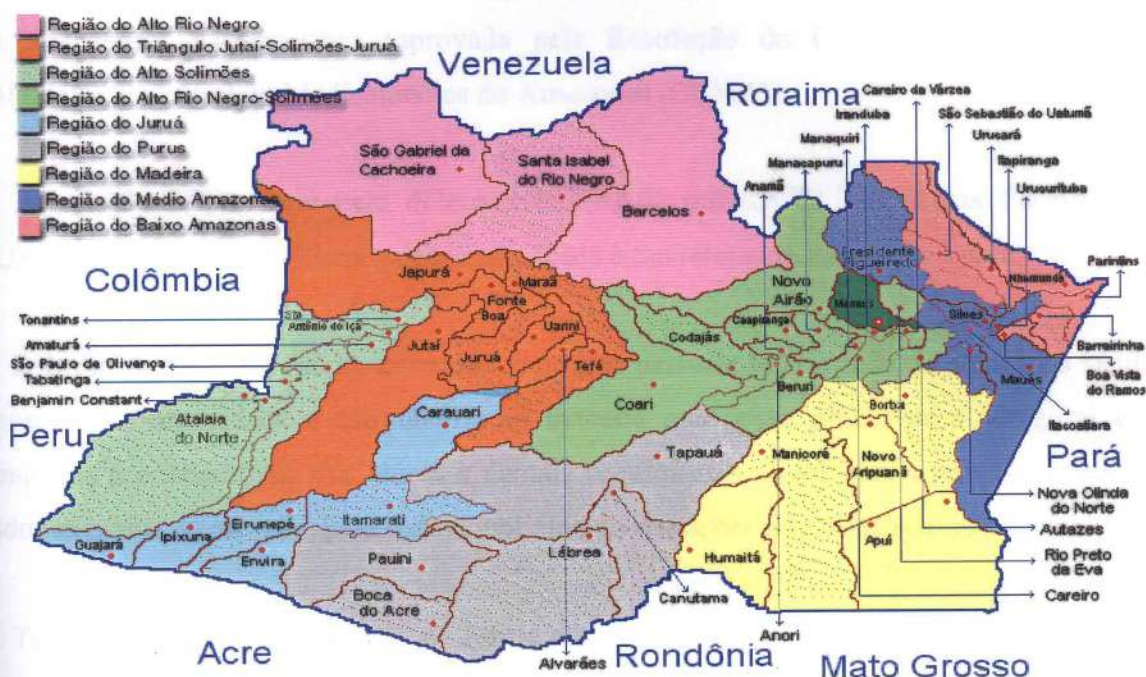 Região do Alto Rio Negro
Região do Triângulo Jutaí-Solimões-Juruá
Região do Alto Solimões
Região do Alto Rio Negro-Solimões
Região do Juruá
Região do Purus
Região do Madeira
Região do Médio Amazonas
Região do Baixo Amazonas
Venezuela
Roraima
Colômbia
Peru
Acre
Rondônia
Mato Grosso
Pará
São Gabriel da
Cachoeira
Santa Isabel
do Rio Negro
Barcelos
Careiro da Várzea
Iranduba
Manaquiri
Manacapuru
Anamã
São Sebastião do Uatumã
Urucará
Itapiranga
Urucurituba
Presidente
Figueiredo
Nhamundá
Parintins
Japurá
Maraã
Fonte
Boa
Uarini
Jutaí
Juruá
Tefé
Novo
Airão
Manaus
Caapiranga
Codajás
Coari
Beruri
Silves
Maués
Barreirinha
Boa Vista
do Ramos
Itacoatiara
Tonantins
Sto
Antônio do Içá
Amaturá
São Paulo de Olivença
Tabatinga
Benjamin Constant
Atalaia
do Norte
Carauari
Tapauá
Manicoré
Borba
Novo
Aripuanã
Nova Olinda
do Norte
Autazes
Rio Preto
da Eva
Careiro
Guajará
Ipixuna
Eirunepé
Envira
Itamarati
Pauini
Boca
do Acre
Lábrea
Canutama
Humaitá
Apuí
Anori
Alvarães